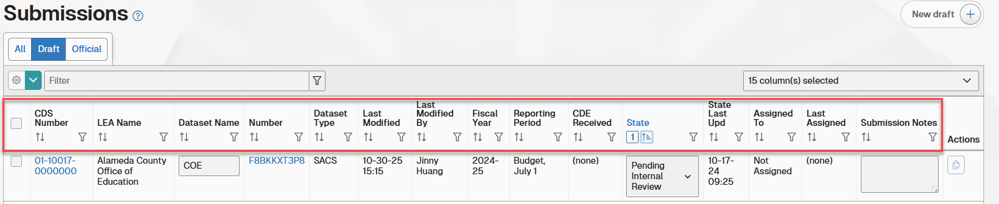 Submissions ?
New draft +
All Draft Official
Filter
15 column(s) selected
CDS Number
LEA Name
Dataset Name
Number
Dataset Type
Last Modified
Last Modified By
Fiscal Year
Reporting Period
CDE Received
State
1
State Last Upd
Assigned To
Last Assigned
Submission Notes
Actions
01-10017-0000000
Alameda County Office of Education
COE
F8BKKXT3P8
SACS
10-30-25 15:15
Jinny Huang
2024-25
Budget, July 1
(none)
Pending Internal Review
10-17-24 09:25
Not Assigned
(none)